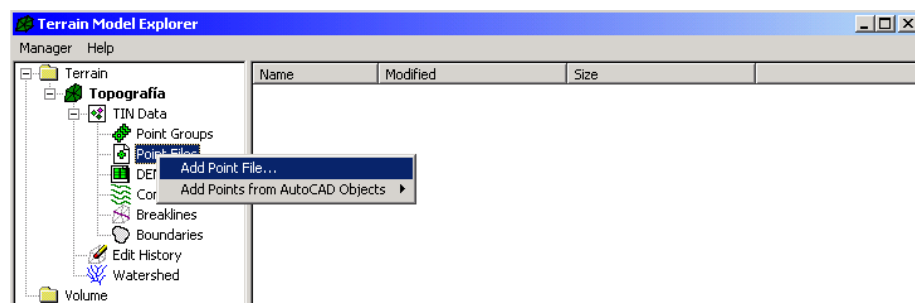 Terrain Model Explorer
Manager Help
Terrain
Name Modified Size
Topografía
TIN Data
Point Groups
Point Files
Add Point File...
DEM
Add Points from AutoCAD Objects
Breaklines
Boundaries
Edit History
Watershed
Volume